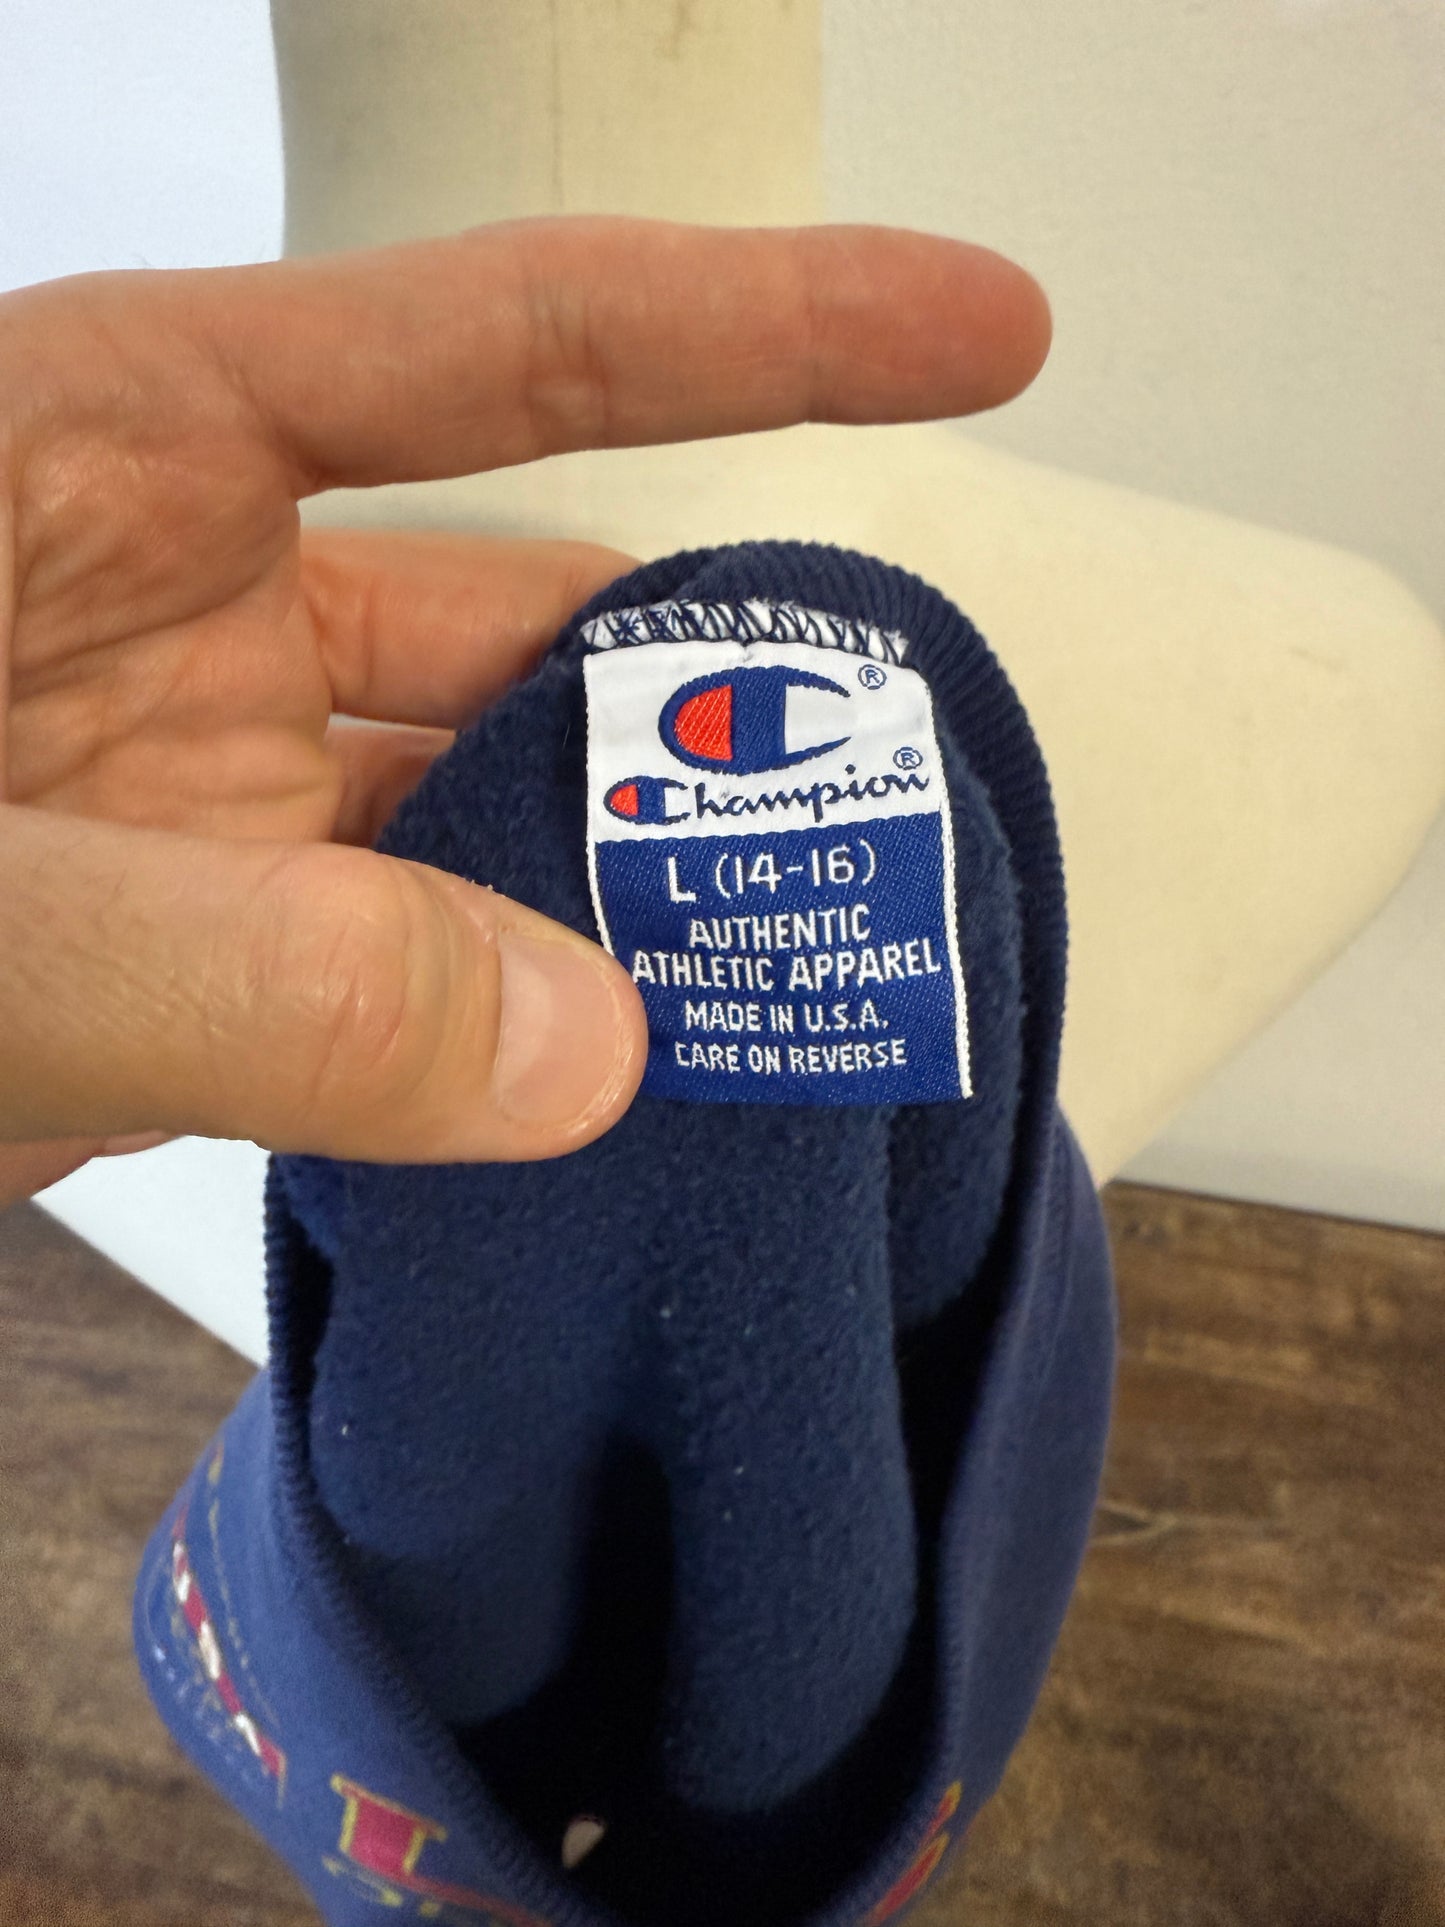 ®
Champion®
L (14-16)
AUTHENTIC
ATHLETIC APPAREL
MADE IN U.S.A.
CARE ON REVERSE